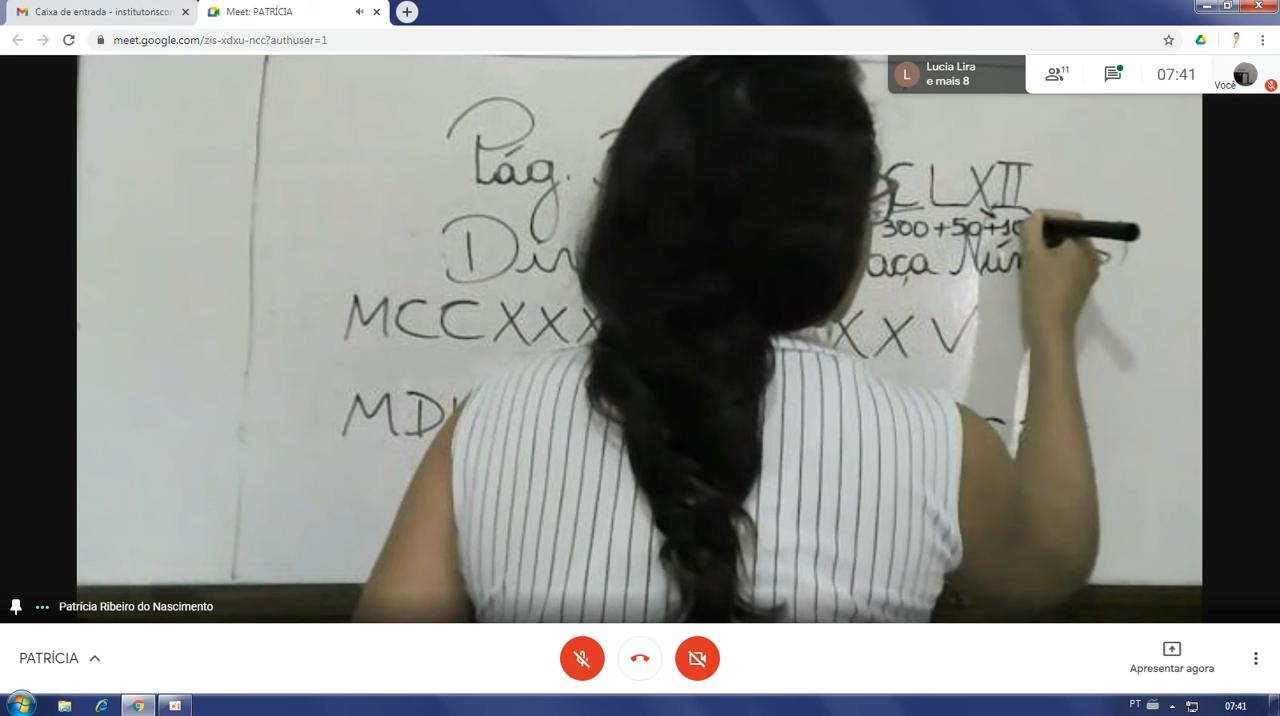 Caixa de entrada - institutonscon
Meet: PATRÍCIA
meet.google.com/zis-xdxu-ncc?authuser=1
Lucia Lira
e mais 8
11
07:41
Você
Pág.
CLXII
300+50+10
aça Núm
MCCXXX
XXV
MD
Patrícia Ribeiro do Nascimento
PATRÍCIA
Apresentar agora
PT
07:41